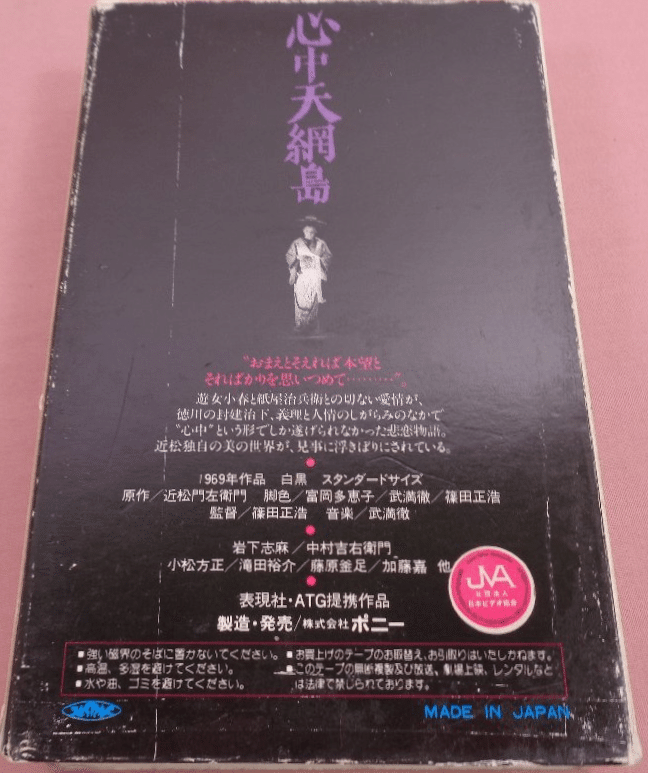 心中天網島
“おまえとそえれば本望と
そればかりを思いつめて‥‥‥‥”。
遊女小春と紙屋治兵衛との切ない愛情が、
徳川の封建治下、義理と人情のしがらみのなかで
“心中”という形でしか遂げられなかった悲恋物語。
近松独自の美の世界が、見事に浮きぼりにされている。
1969年作品 白黒 スタンダードサイズ
原作／近松門左衛門 脚色／富岡多恵子／武満徹／篠田正浩
監督／篠田正浩 音楽／武満徹
岩下志麻／中村吉右衛門
小松方正／滝田裕介／藤原釜足／加藤嘉 他
JVA
社団法人
日本ビデオ協会
表現社・ATG提携作品
製造・発売／株式会社ポニー
■強い磁界のそばに置かないてください。
■高温、多湿を避けてください。
■水や油、ゴミを避けてください。
■お買上げのテープのお取替え、お引取りはいたしかねます。
■このテープの無断複製及び放送、劇場上映、レンタルなと
は法律で禁じられております。
MADE IN JAPAN